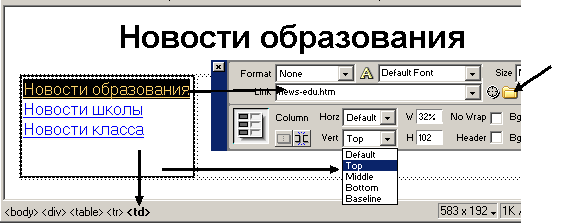 Новости образования
Новости образования
Новости школы
Новости класса
Format None Default Font Size
Link news-edu.htm
Column Horz Default W 32% No Wrap Bg
Vert Top H 102 Header Bg
Default
Top
Middle
Bottom
Baseline
<body> <div> <table> <tr> <td> 583 x 192 1K